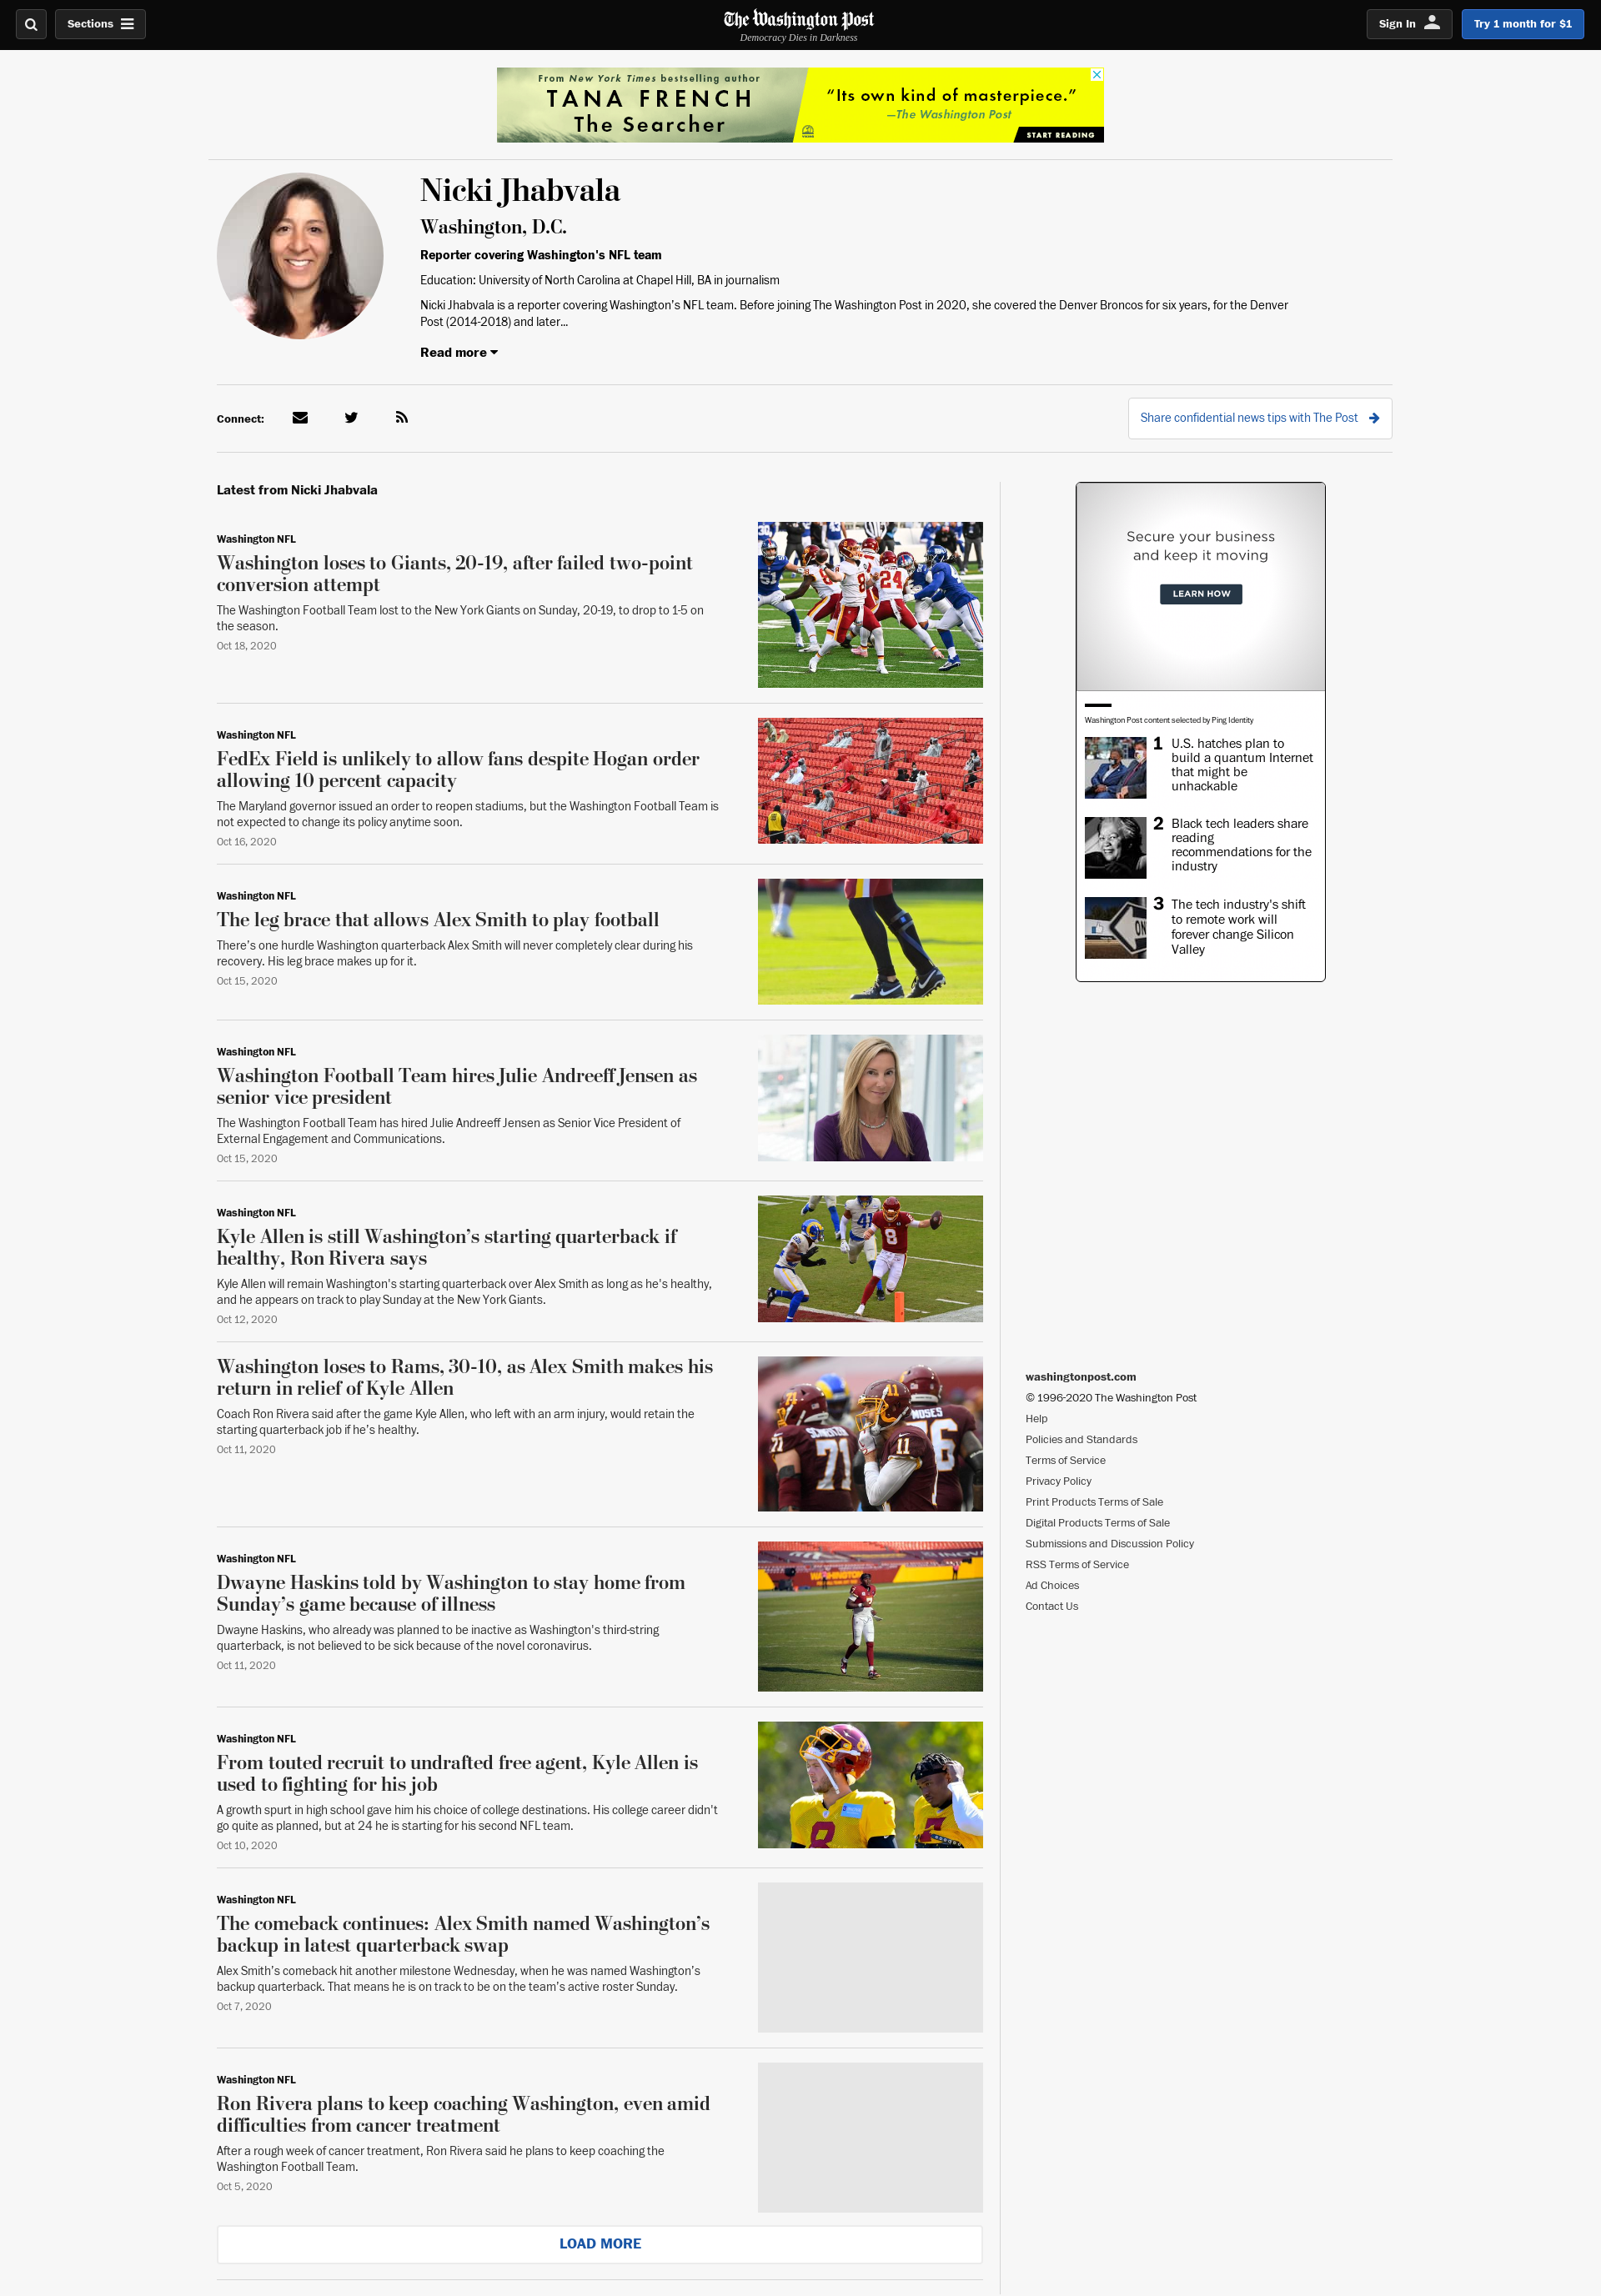 Sections
The Washington Post
Democracy Dies in Darkness
Sign In
Try 1 month for $1
From New York Times bestselling author
TANA FRENCH
The Searcher
“Its own kind of masterpiece.”
—The Washington Post
START READING
Nicki Jhabvala
Washington, D.C.
Reporter covering Washington's NFL team
Education: University of North Carolina at Chapel Hill, BA in journalism
Nicki Jhabvala is a reporter covering Washington's NFL team. Before joining The Washington Post in 2020, she covered the Denver Broncos for six years, for the Denver
Post (2014-2018) and later...
Read more
Connect:
Share confidential news tips with The Post
Latest from Nicki Jhabvala
Washington NFL
Washington loses to Giants, 20-19, after failed two-point
conversion attempt
The Washington Football Team lost to the New York Giants on Sunday, 20-19, to drop to 1-5 on
the season.
Oct 18, 2020
Washington NFL
FedEx Field is unlikely to allow fans despite Hogan order
allowing 10 percent capacity
The Maryland governor issued an order to reopen stadiums, but the Washington Football Team is
not expected to change its policy anytime soon.
Oct 16, 2020
Washington NFL
The leg brace that allows Alex Smith to play football
There’s one hurdle Washington quarterback Alex Smith will never completely clear during his
recovery. His leg brace makes up for it.
Oct 15, 2020
Washington NFL
Washington Football Team hires Julie Andreeff Jensen as
senior vice president
The Washington Football Team has hired Julie Andreeff Jensen as Senior Vice President of
External Engagement and Communications.
Oct 15, 2020
Washington NFL
Kyle Allen is still Washington’s starting quarterback if
healthy, Ron Rivera says
Kyle Allen will remain Washington's starting quarterback over Alex Smith as long as he's healthy,
and he appears on track to play Sunday at the New York Giants.
Oct 12, 2020
Washington loses to Rams, 30-10, as Alex Smith makes his
return in relief of Kyle Allen
Coach Ron Rivera said after the game Kyle Allen, who left with an arm injury, would retain the
starting quarterback job if he’s healthy.
Oct 11, 2020
71
11
MOSES
Washington NFL
Dwayne Haskins told by Washington to stay home from
Sunday’s game because of illness
Dwayne Haskins, who already was planned to be inactive as Washington's third-string
quarterback, is not believed to be sick because of the novel coronavirus.
Oct 11, 2020
Washington NFL
From touted recruit to undrafted free agent, Kyle Allen is
used to fighting for his job
A growth spurt in high school gave him his choice of college destinations. His college career didn't
go quite as planned, but at 24 he is starting for his second NFL team.
Oct 10, 2020
Washington NFL
The comeback continues: Alex Smith named Washington’s
backup in latest quarterback swap
Alex Smith’s comeback hit another milestone Wednesday, when he was named Washington’s
backup quarterback. That means he is on track to be on the team’s active roster Sunday.
Oct 7, 2020
Washington NFL
Ron Rivera plans to keep coaching Washington, even amid
difficulties from cancer treatment
After a rough week of cancer treatment, Ron Rivera said he plans to keep coaching the
Washington Football Team.
Oct 5, 2020
LOAD MORE
Secure your business
and keep it moving
LEARN HOW
Washington Post content selected by Ping Identity
1
U.S. hatches plan to
build a quantum Internet
that might be
unhackable
2
Black tech leaders share
reading
recommendations for the
industry
3
The tech industry's shift
to remote work will
forever change Silicon
Valley
washingtonpost.com
© 1996-2020 The Washington Post
Help
Policies and Standards
Terms of Service
Privacy Policy
Print Products Terms of Sale
Digital Products Terms of Sale
Submissions and Discussion Policy
RSS Terms of Service
Ad Choices
Contact Us